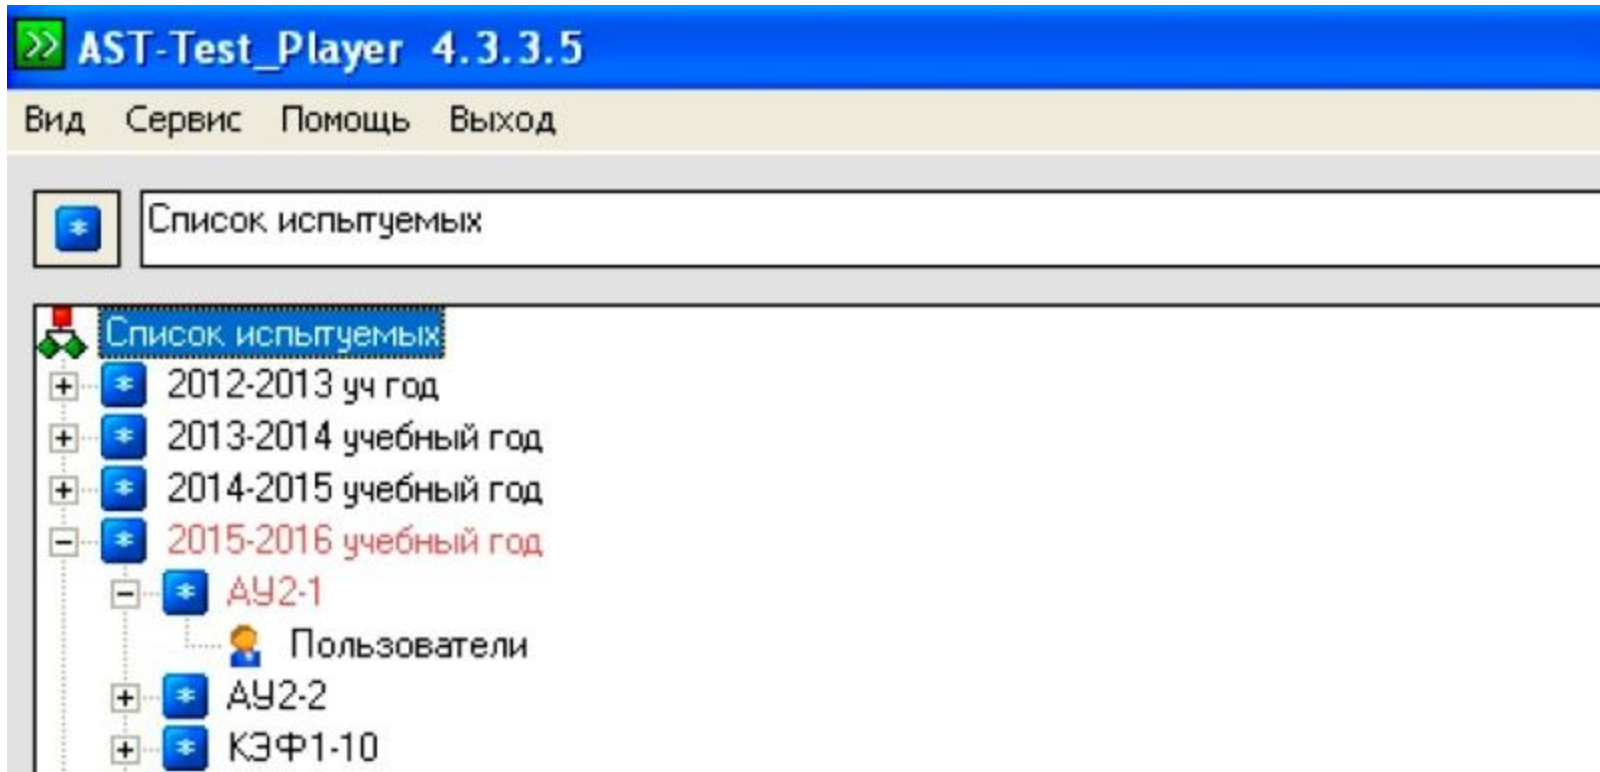 AST-Test_Player 4.3.3.5
Вид Сервис Помощь Выход
Список испытуемых
Список испытуемых
2012-2013 уч год
2013-2014 учебный год
2014-2015 учебный год
2015-2016 учебный год
АУ2-1
Пользователи
АУ2-2
КЭФ1-10